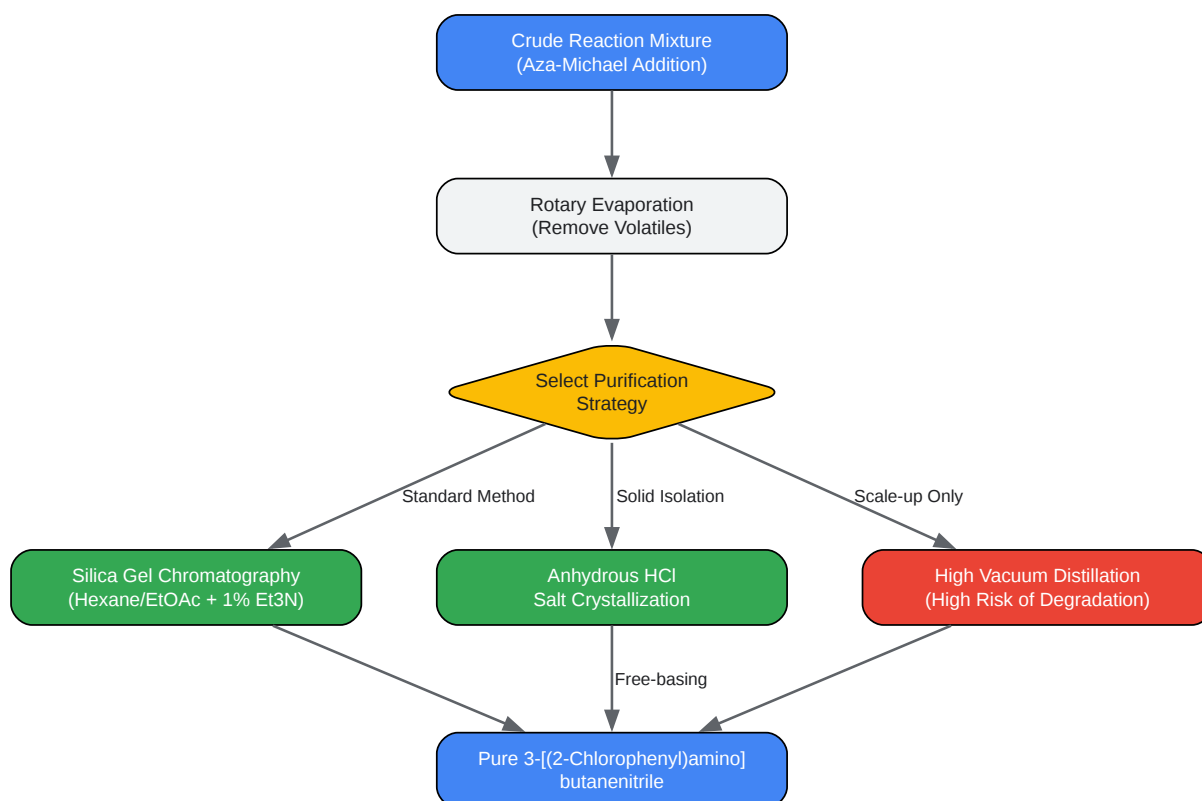 Crude Reaction Mixture
(Aza-Michael Addition)
Rotary Evaporation
(Remove Volatiles)
Select Purification
Strategy
Standard Method
Solid Isolation
Scale-up Only
Silica Gel Chromatography
(Hexane/EtOAc + 1% Et3N)
Anhydrous HCl
Salt Crystallization
High Vacuum Distillation
(High Risk of Degradation)
Free-basing
Pure 3-[(2-Chlorophenyl)amino]
butanenitrile